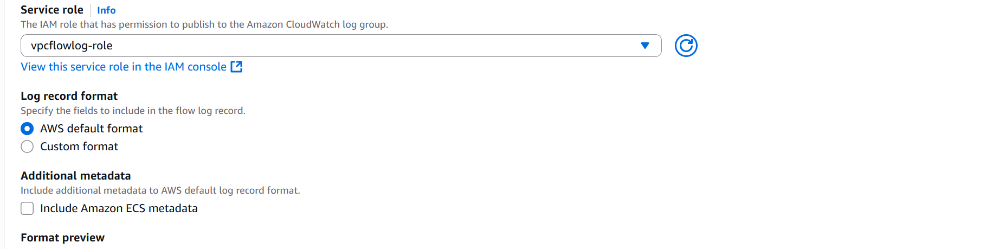 Service role Info
The IAM role that has permission to publish to the Amazon CloudWatch log group.
vpcflowlog-role
View this service role in the IAM console
Log record format
Specify the fields to include in the flow log record.
AWS default format
Custom format
Additional metadata
Include additional metadata to AWS default log record format.
Include Amazon ECS metadata
Format preview